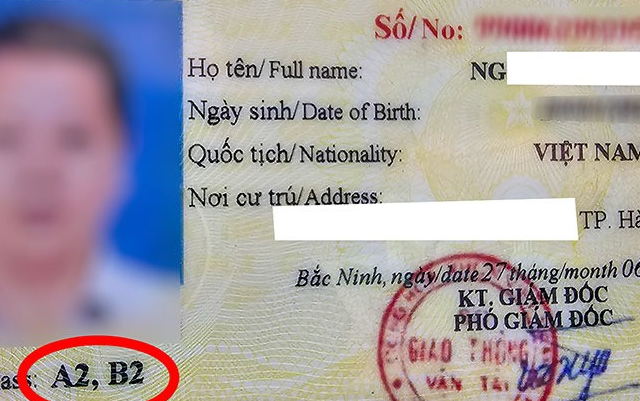 Số/ No:
Họ tên/ Full name: NG
Ngày sinh/ Date of Birth:
Quốc tịch/ Nationality: VIỆT NAM
Nơi cư trú/Address:
TP. Hà
Bắc Ninh, ngày/date 27 tháng/month 06
KT. GIÁM ĐỐC
PHÓ GIÁM ĐỐC
GIAO THÔNG
VẬN TẢI
ass: A2, B2